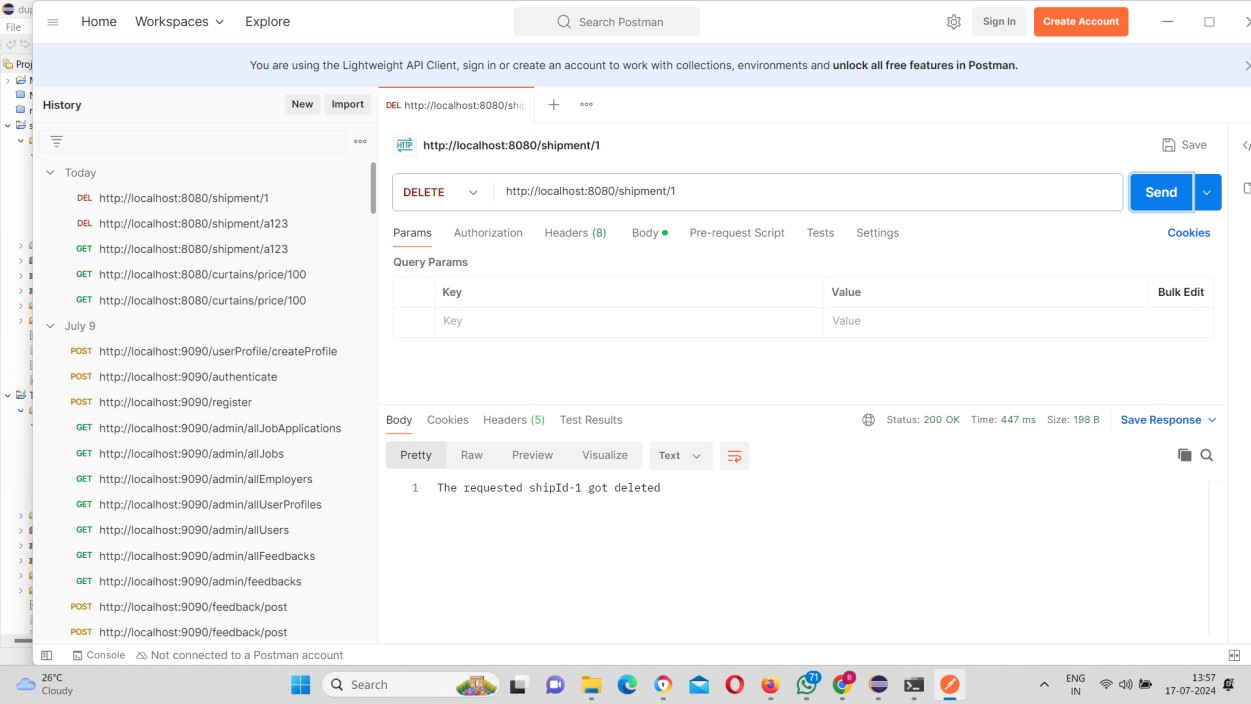 dup
File
Home
Workspaces
Explore
Search Postman
Sign In
Create Account
Proj
You are using the Lightweight API Client, sign in or create an account to work with collections, environments and unlock all free features in Postman.
History
New
Import
DEL http://localhost:8080/ship
http://localhost:8080/shipment/1
Save
Today
DEL http://localhost:8080/shipment/1
DEL http://localhost:8080/shipment/a123
GET http://localhost:8080/shipment/a123
GET http://localhost:8080/curtains/price/100
GET http://localhost:8080/curtains/price/100
July 9
POST http://localhost:9090/userProfile/createProfile
POST http://localhost:9090/authenticate
POST http://localhost:9090/register
GET http://localhost:9090/admin/allJobApplications
GET http://localhost:9090/admin/allJobs
GET http://localhost:9090/admin/allEmployers
GET http://localhost:9090/admin/allUserProfiles
GET http://localhost:9090/admin/allUsers
GET http://localhost:9090/admin/allFeedbacks
GET http://localhost:9090/admin/feedbacks
POST http://localhost:9090/feedback/post
POST http://localhost:9090/feedback/post
HTTP
DELETE
http://localhost:8080/shipment/1
Send
Params Authorization Headers (8) Body Pre-request Script Tests Settings Cookies
Query Params
Key Value Bulk Edit
Key Value
Body Cookies Headers (5) Test Results
Status: 200 OK Time: 447 ms Size: 198 B Save Response
Pretty Raw Preview Visualize Text
1 The requested shipId-1 got deleted
Console Not connected to a Postman account
26°C
Cloudy
Search
71
8
ENG
IN
13:57
17-07-2024